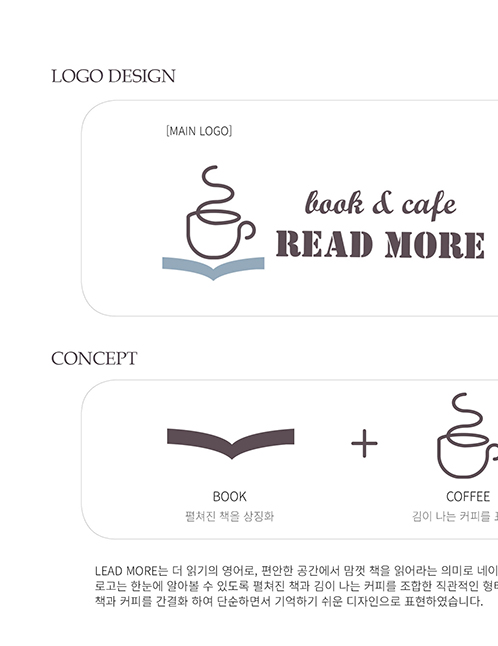 LOGO DESIGN
[MAIN LOGO]
book & cafe
READ MORE
CONCEPT
BOOK
COFFEE
펼쳐진 책을 상징화
김이 나는 커피를
LEAD MORE는 더 읽기의 영어로, 편안한 공간에서 맘껏 책을 읽어라는 의미로
로고는 한눈에 알아볼 수 있도록 펼쳐진 책과 김이 나는 커피를 조합한 직관적인
책과 커피를 간결화 하여 단순하면서 기억하기 쉬운 디자인으로 표현하였습니다.